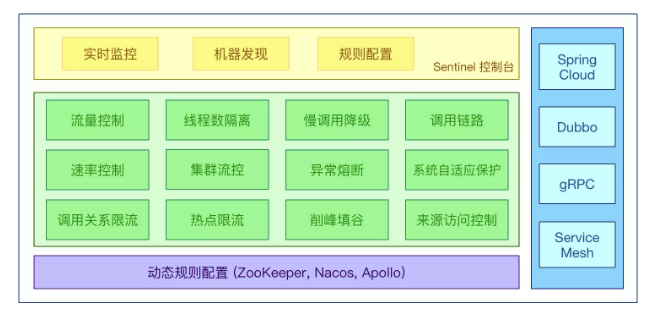 实时监控
机器发现
规则配置
Sentinel 控制台
流量控制
线程数隔离
慢调用降级
调用链路
速率控制
集群流控
异常熔断
系统自适应保护
调用关系限流
热点限流
削峰填谷
来源访问控制
动态规则配置 (ZooKeeper, Nacos, Apollo)
Spring
Cloud
Dubbo
gRPC
Service
Mesh